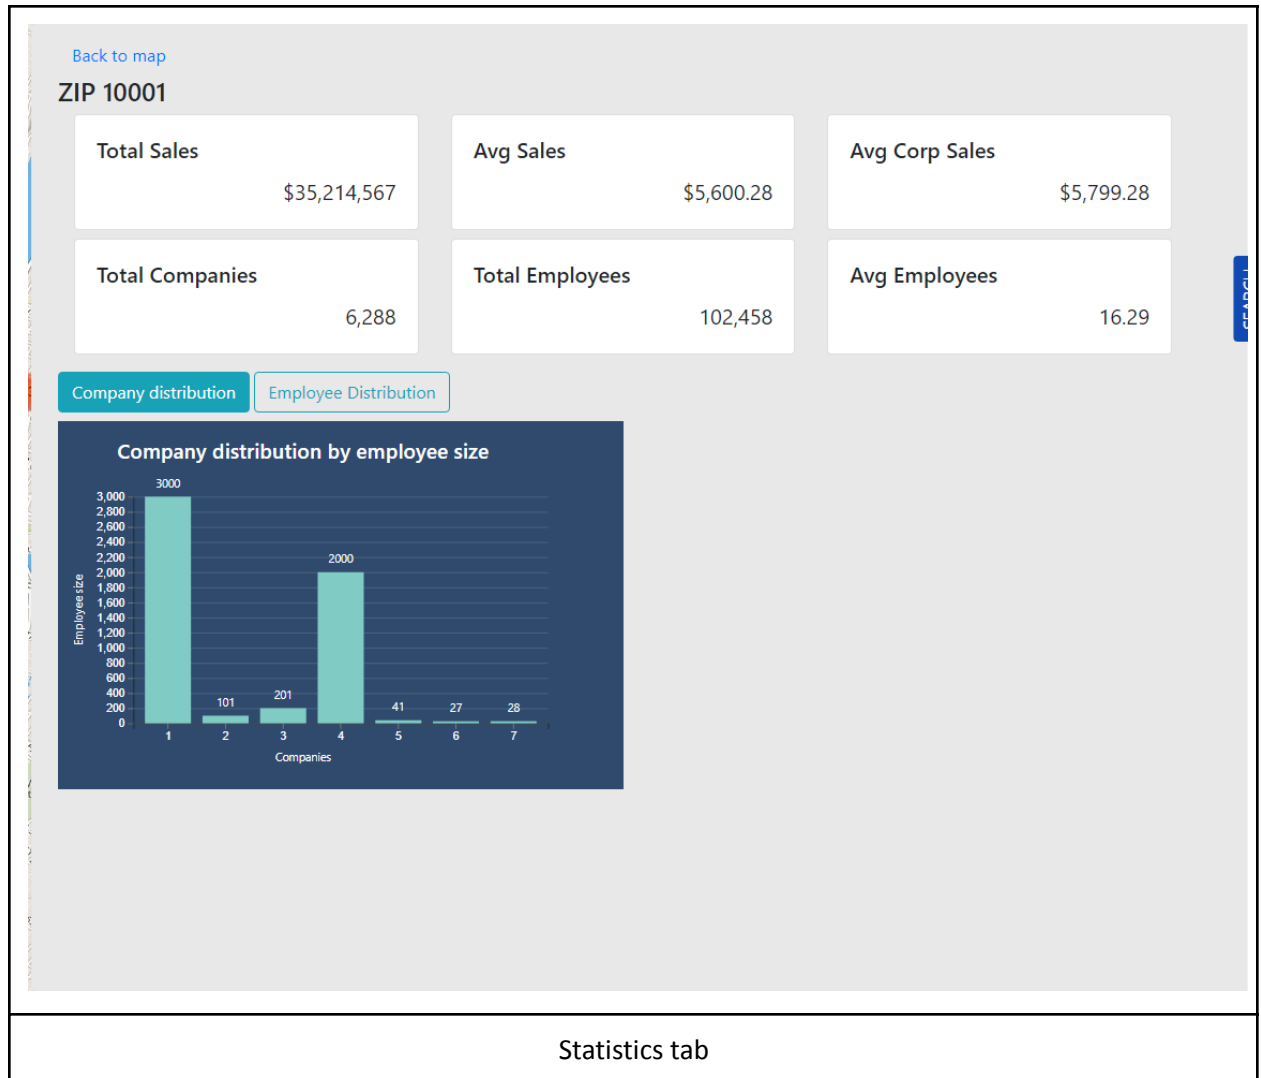 Back to map
ZIP 10001
Total Sales
$35,214,567
Avg Sales
$5,600.28
Avg Corp Sales
$5,799.28
Total Companies
6,288
Total Employees
102,458
Avg Employees
16.29
SEARCH
Company distribution
Employee Distribution
Company distribution by employee size
3000
3,000
2,800
2,600
2,400
2,200
2000
2,000
1,800
1,600
1,400
1,200
1,000
800
600
400
200
0
Employee size
101
201
41
27
28
1 2 3 4 5 6 7
Companies
Statistics tab